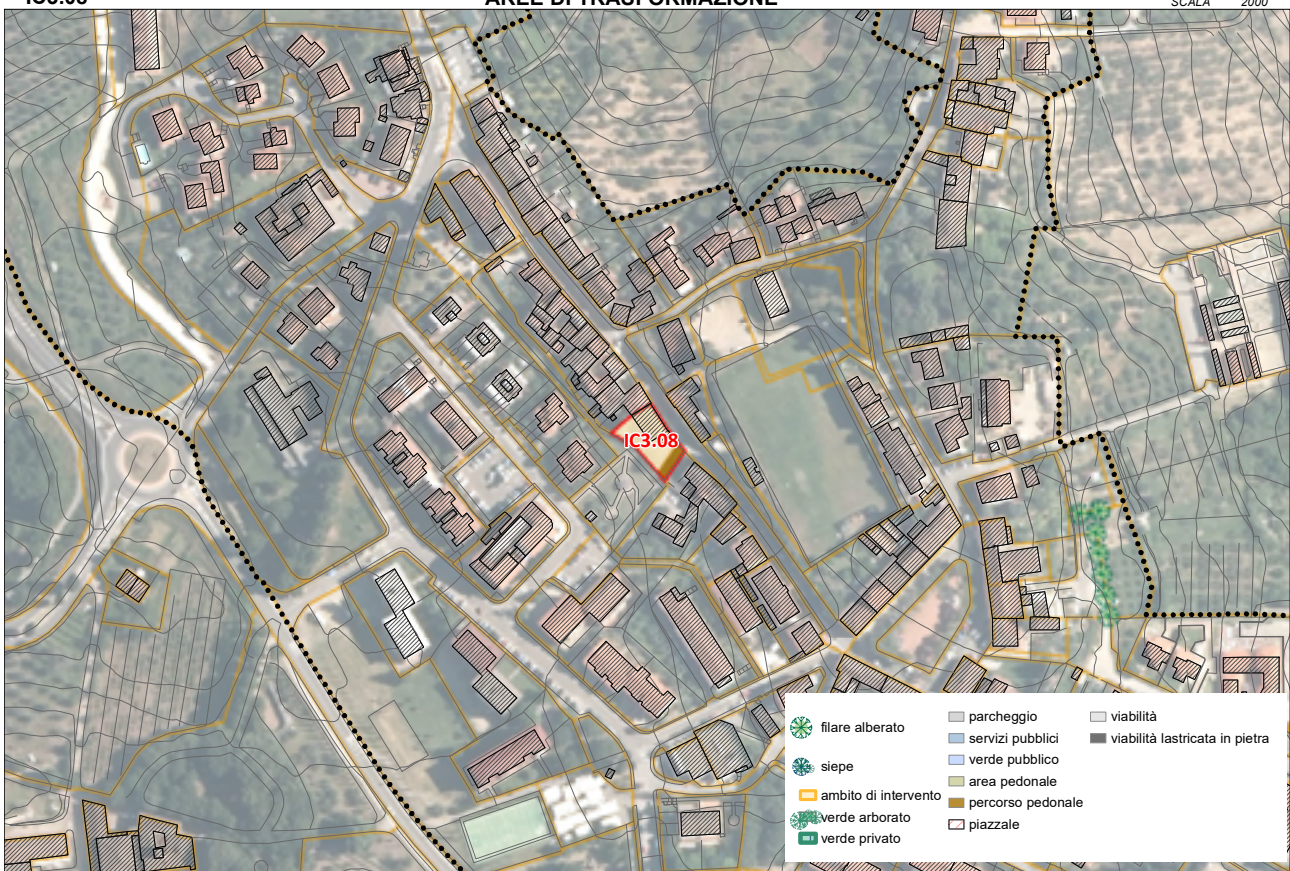 AREE DI TRASFORMAZIONE
SCALA 2000
IC3.08
filare alberato
siepe
ambito di intervento
verde arborato
verde privato
parcheggio
servizi pubblici
verde pubblico
area pedonale
percorso pedonale
piazzale
viabilità
viabilità lastricata in pietra